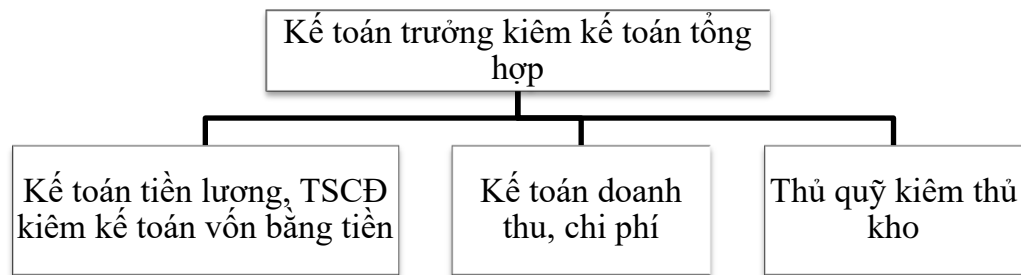 Kế toán trưởng kiêm kế toán tổng
hợp
Kế toán tiền lương, TSCĐ
kiêm kế toán vốn bằng tiền
Kế toán doanh
thu, chi phí
Thủ quỹ kiêm thủ
kho